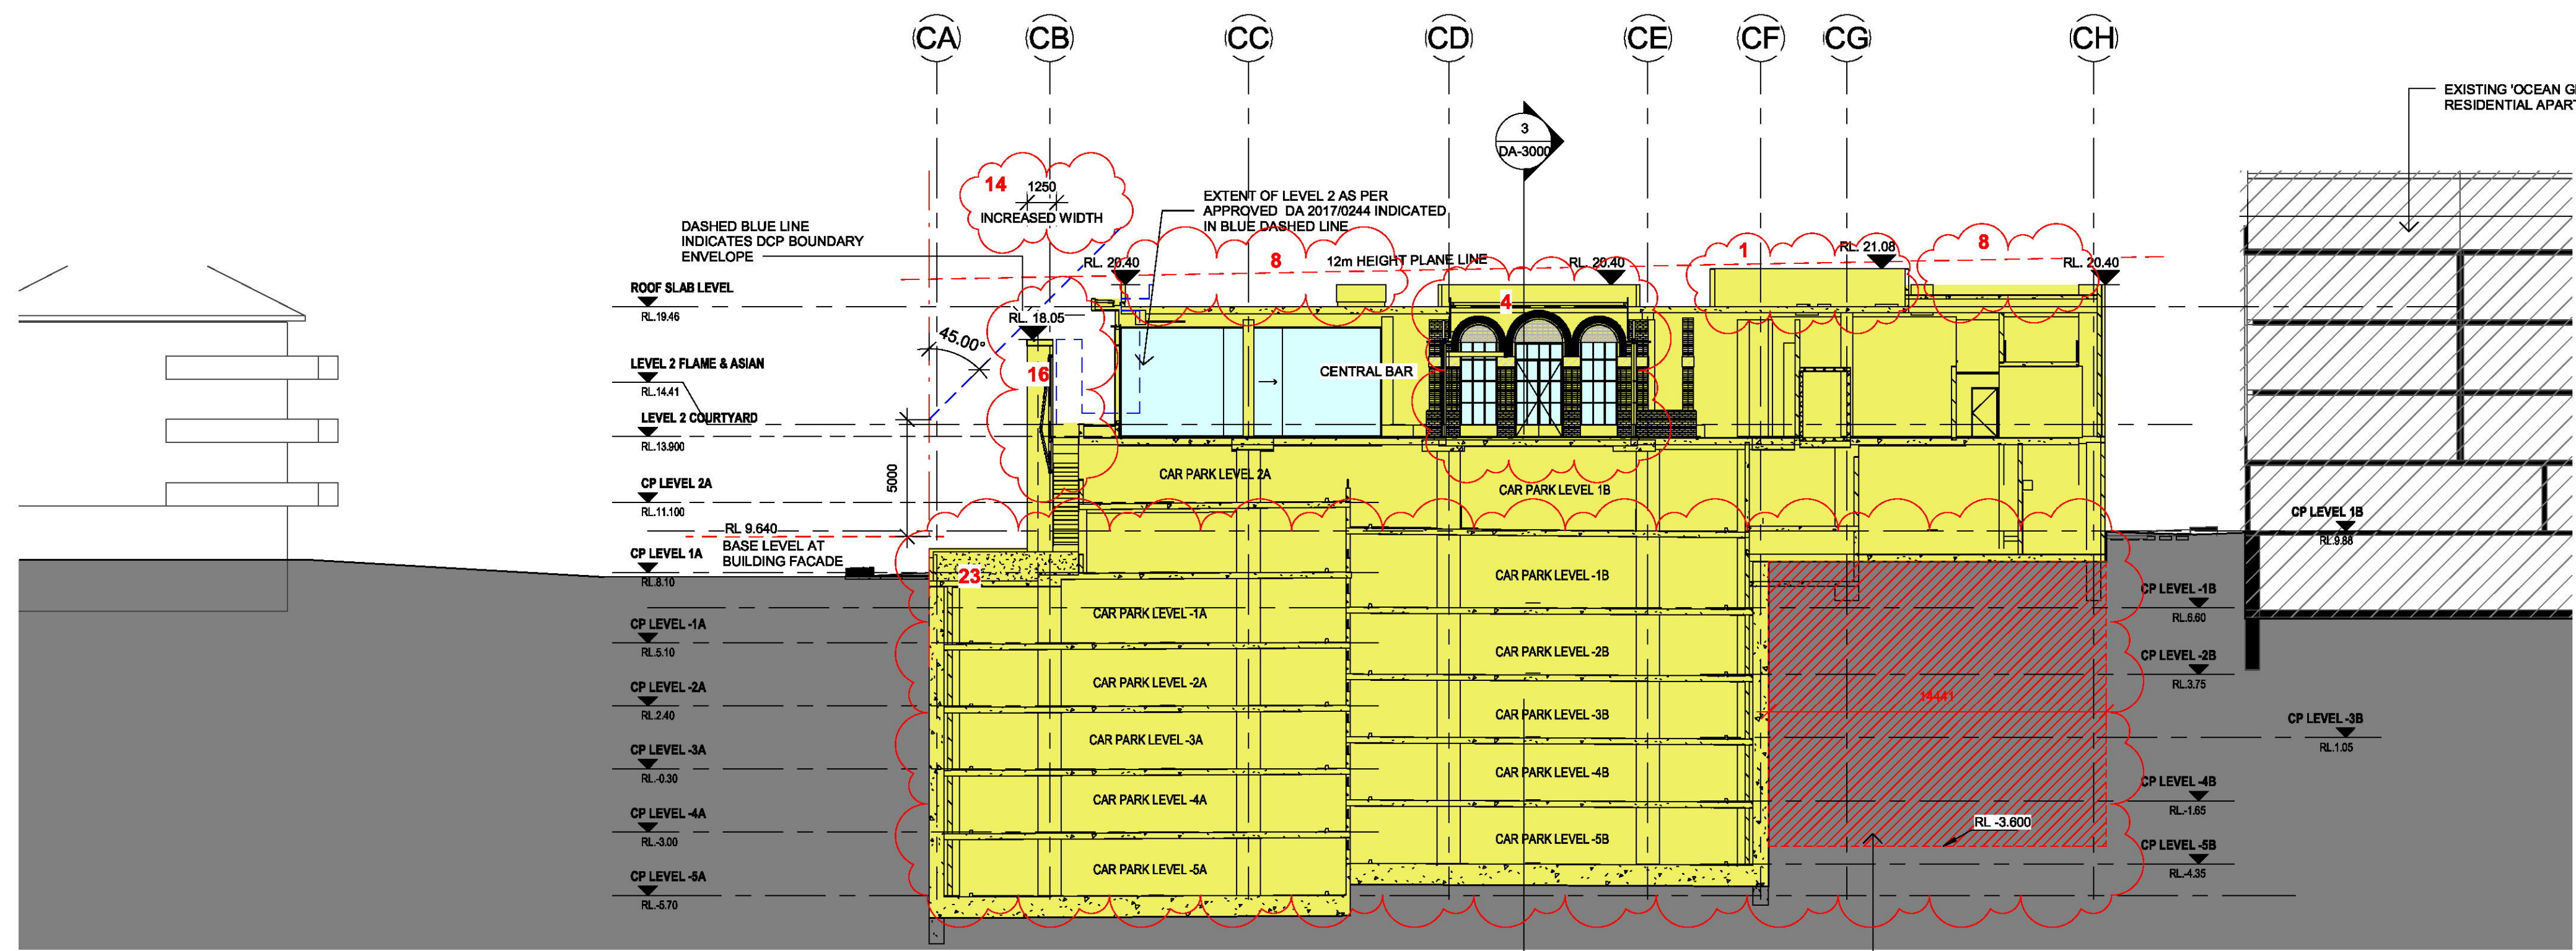 CA
CB
CC
CD
CE
CF
CG
CH
EXISTING 'OCEAN
RESIDENTIAL
3
DA-3000
14
1250
INCREASED WIDTH
EXTENT OF LEVEL 2 AS PER
APPROVED DA 2017/0244 INDICATED
IN BLUE DASHED LINE
DASHED BLUE LINE
INDICATES DCP BOUNDARY
ENVELOPE
8
12m HEIGHT PLANE LINE
1
8
RL. 20.40
RL. 20.40
RL. 21.08
RL. 20.40
ROOF SLAB LEVEL
RL.19.46
4
RL. 18.05
45.00°
16
LEVEL 2 FLAME & ASIAN
RL.14.41
CENTRAL BAR
LEVEL 2 COURTYARD
RL.13.900
5000
CAR PARK LEVEL 2A
CAR PARK LEVEL 1B
CP LEVEL 2A
RL.11.100
RL 9.640
BASE LEVEL AT
BUILDING FACADE
CP LEVEL 1B
RL.9.88
CP LEVEL 1A
RL.8.10
23
CAR PARK LEVEL -1B
CP LEVEL -1B
RL.6.60
CAR PARK LEVEL -1A
CP LEVEL -1A
RL.5.10
CAR PARK LEVEL -2B
CP LEVEL -2B
RL.3.75
CAR PARK LEVEL -2A
CP LEVEL -2A
RL.2.40
14441
CAR PARK LEVEL -3B
CP LEVEL -3B
RL.1.05
CAR PARK LEVEL -3A
CP LEVEL -3A
RL.-0.30
CAR PARK LEVEL -4B
CP LEVEL -4B
RL.-1.65
CAR PARK LEVEL -4A
CP LEVEL -4A
RL.-3.00
RL -3.600
CAR PARK LEVEL -5B
CP LEVEL -5B
RL.-4.35
CAR PARK LEVEL -5A
CP LEVEL -5A
RL.-5.70